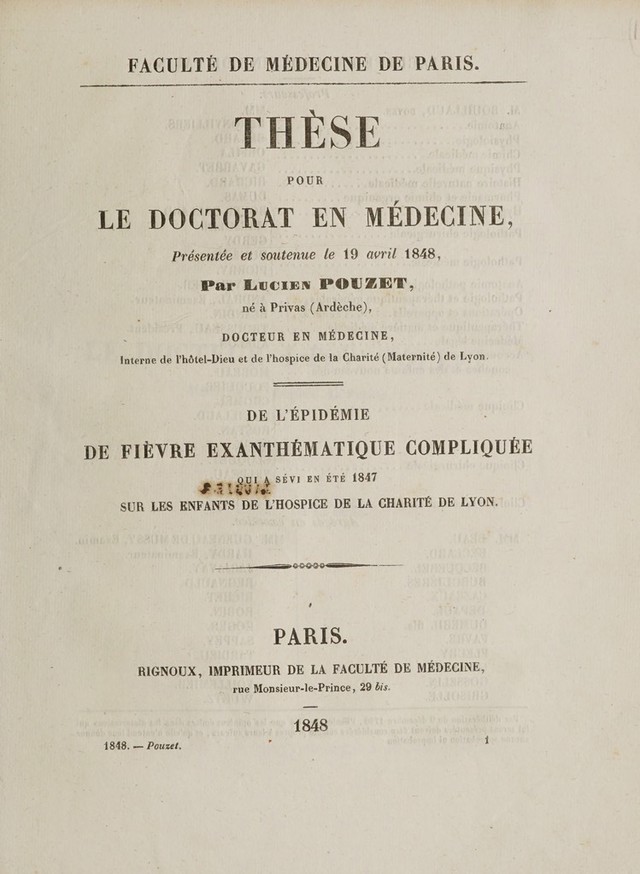 FACULTÉ DE MÉDECINE DE PARIS.
THÈSE
POUR
LE DOCTORAT EN MÉDECINE,
Présentée et soutenue le 19 avril 1848,
Par LUCIEN POUZET,
né à Privas (Ardèche),
DOCTEUR EN MÉDECINE,
Interne de l'hôtel-Dieu et de l'hospice de la Charité (Maternité) de Lyon.
DE L'ÉPIDÉMIE
DE FIÈVRE EXANTHÉMATIQUE COMPLIQUÉE
QUI A SÉVI EN ÉTÉ 1847
SUR LES ENFANTS DE L'HOSPICE DE LA CHARITÉ DE LYON.
PARIS.
RIGNOUX, IMPRIMEUR DE LA FACULTÉ DE MÉDECINE,
rue Monsieur-le-Prince, 29 bis.
1848
1848. — Pouzet. 1